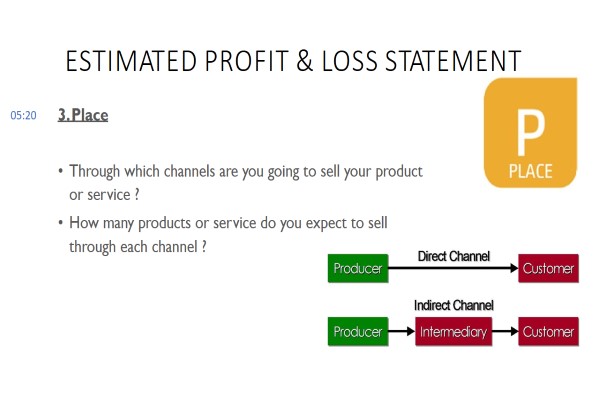 ESTIMATED PROFIT & LOSS STATEMENT
05:20
3.Place
P
PLACE
• Through which channels are you going to sell your product
or service ?
• How many products or service do you expect to sell
through each channel ?
Direct Channel
Producer
Customer
Indirect Channel
Producer
Intermediary
Customer